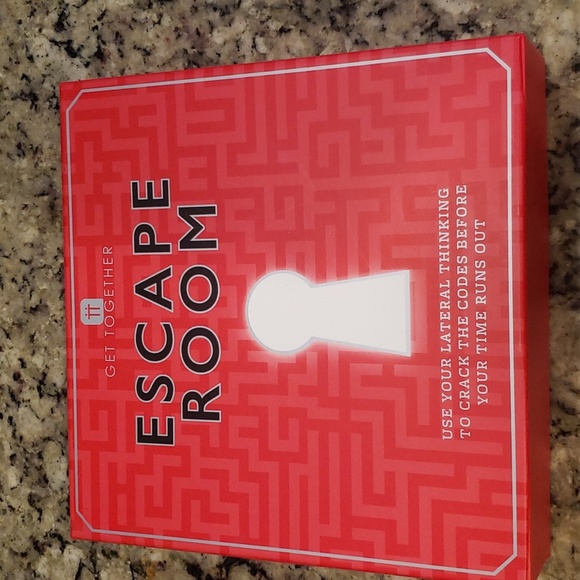 GET TOGETHER
ESCAPE
ROOM
USE YOUR LATERAL THINKING
TO CRACK THE CODES BEFORE
YOUR TIME RUNS OUT